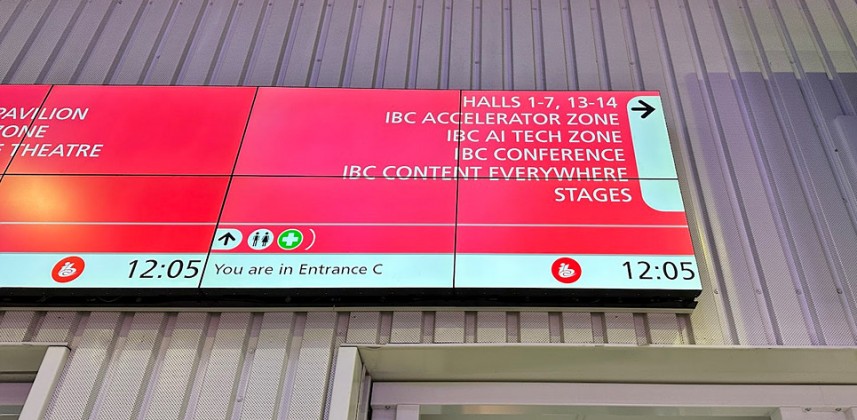 PAVILION
ZONE
THEATRE
12:05
HALLS 1-7, 13-14
IBC ACCELERATOR ZONE
IBC AI TECH ZONE
IBC CONFERENCE
IBC CONTENT EVERYWHERE
STAGES
You are in Entrance C
12:05